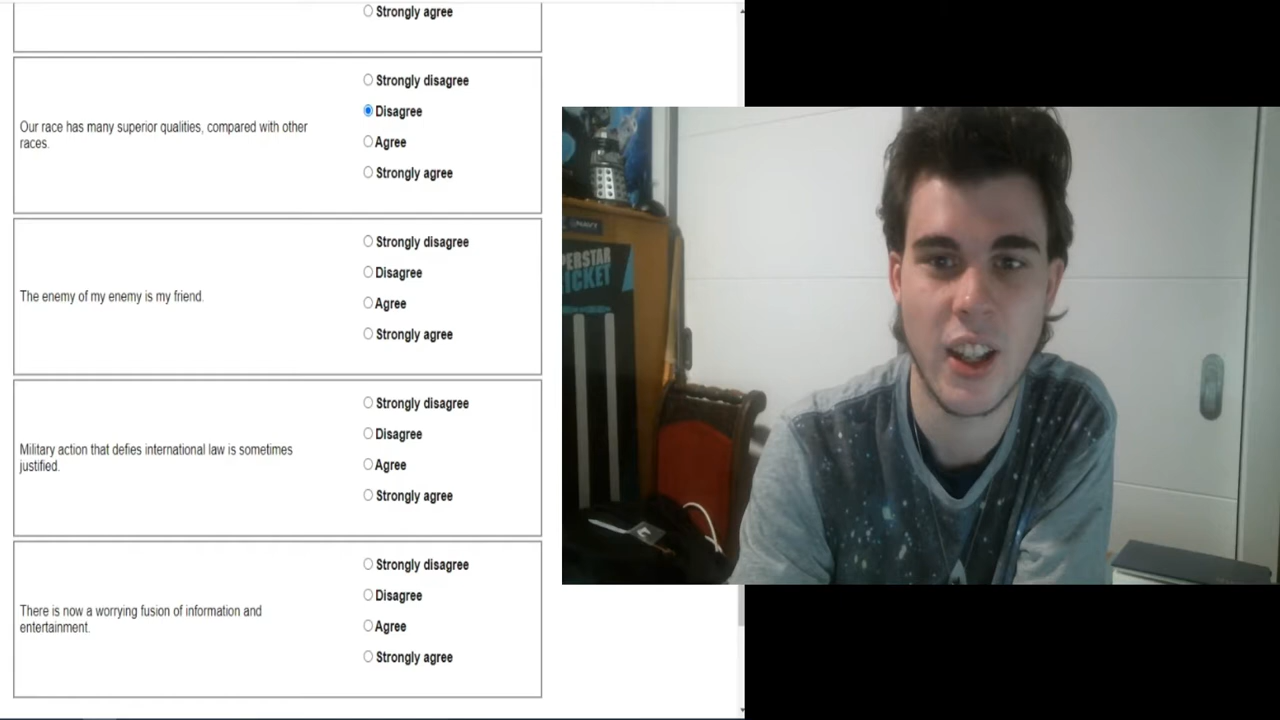 Strongly agree
Strongly disagree
Disagree
Our race has many superior qualities, compared with other
races.
Agree
Strongly agree
Strongly disagree
Disagree
The enemy of my enemy is my friend.
Agree
Strongly agree
Strongly disagree
Disagree
Military action that defies international law is sometimes
justified.
Agree
Strongly agree
Strongly disagree
Disagree
There is now a worrying fusion of information and
entertainment.
Agree
Strongly agree
PERSTAR
ICKET